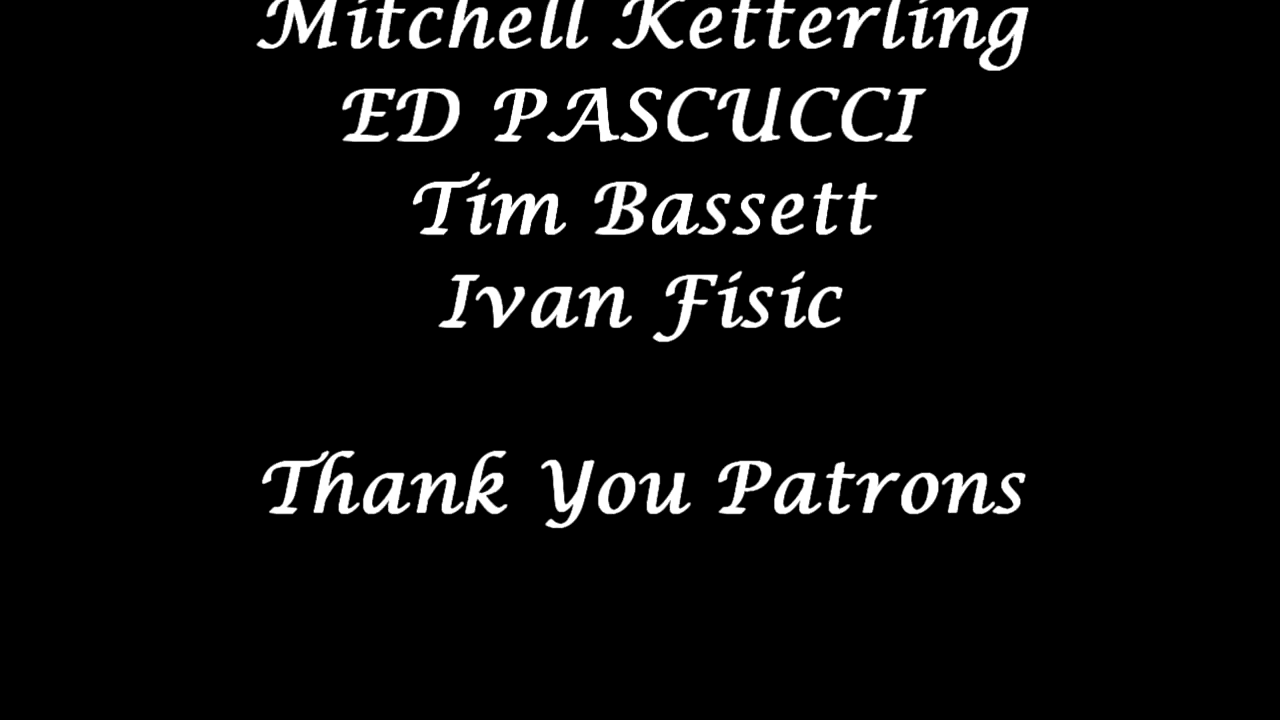 Mitchell Ketterling
ED PASCUCCI
Tim Bassett
Ivan Fisic
Thank You Patrons